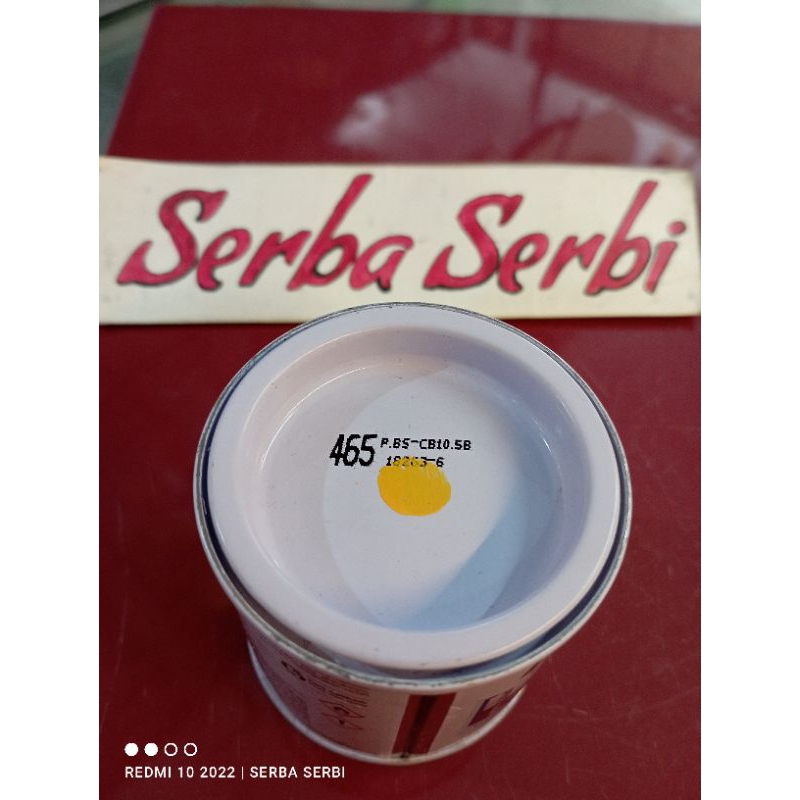 Serba Serbi
465 P.BS-CB10.5B
REDMI 10 2022 | SERBA SERBI